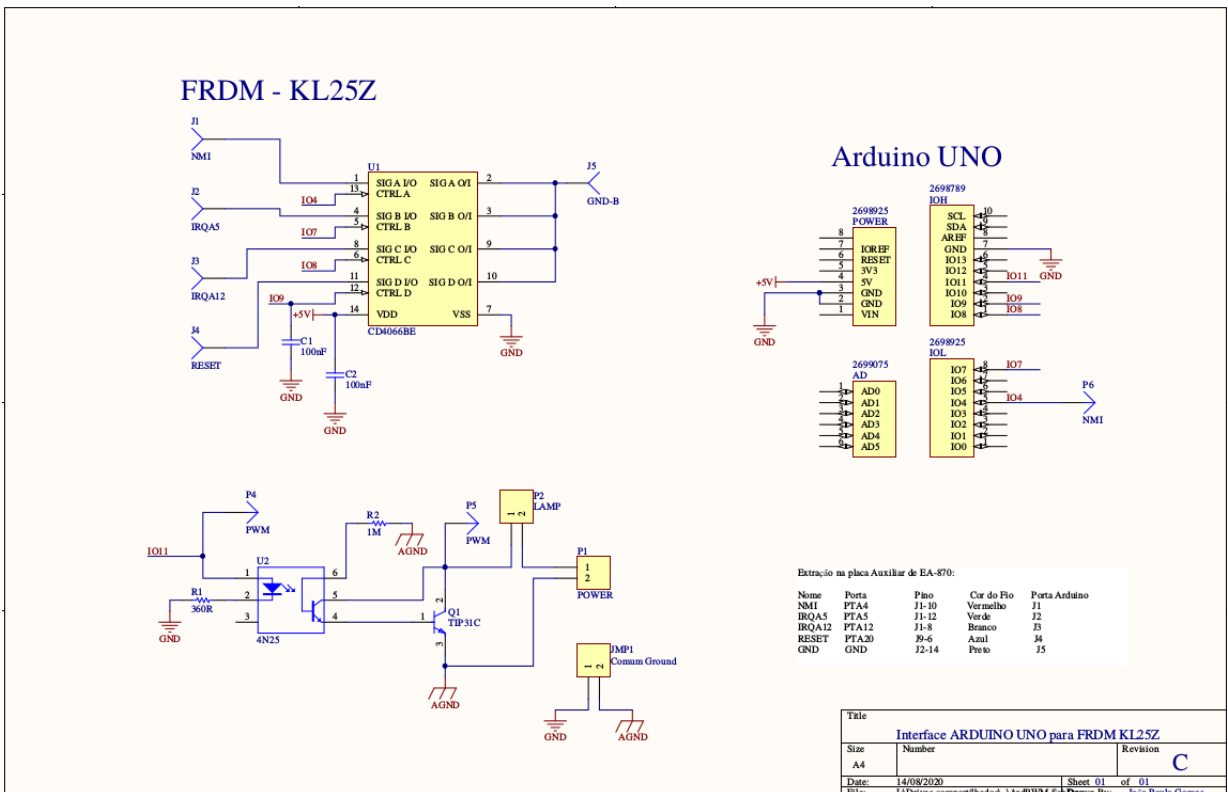 FRDM - KL25Z
J1
NMI
J2
IRQA5
J3
IRQA12
J4
RESET
U1
1 SIG A I/O SIG A O/I 2
13 CTRL A
IO4
4 SIG B I/O SIG B O/I 3
5 CTRL B
IO7
8 SIG C I/O SIG C O/I 9
6 CTRL C
IO8
11 SIG D I/O SIG D O/I 10
12 CTRL D
IO9
+5V 14 VDD VSS 7
CD4066BE
J5
GND-B
GND
C1
100nF
GND
C2
100nF
GND
Arduino UNO
2698925
POWER
8
7 IOREF
6 RESET
5 3V3
+5V 4 5V
3 GND
2 GND
1 VIN
GND
2698789
IOH
SCL 10
SDA 9
AREF 8
GND 7
IO13 6
IO12 5
IO11 4 IO11
IO10 3
IO9 2 IO9
IO8 1 IO8
GND
2699075
AD
1 AD0
2 AD1
3 AD2
4 AD3
5 AD4
6 AD5
2698925
IOL
IO7 8 IO7
IO6 7
IO5 6
IO4 5 IO4
IO3 4
IO2 3
IO1 2
IO0 1
P6
NMI
P4
PWM
IO11
U2
1
2
3
6
5
4
4N25
R1
360R
GND
R2
1M
AGND
P5
PWM
P2
LAMP
1 2
P1
1
2
POWER
2
1
3
Q1
TIP31C
AGND
JMP1
Comum Ground
1 2
GND
AGND
Extração na placa Auxiliar de EA-870:
Nome Porta Pino Cor do Fio Porta Arduino
NMI PTA4 J1-10 Vermelho J1
IRQA5 PTA5 J1-12 Verde J2
IRQA12 PTA12 J1-8 Branco J3
RESET PTA20 J9-6 Azul J4
GND GND J2-14 Preto J5
Title
Interface ARDUINO UNO para FRDM KL25Z
Size Number Revision
A4 C
Date: 14/08/2020 Sheet 01 of 01